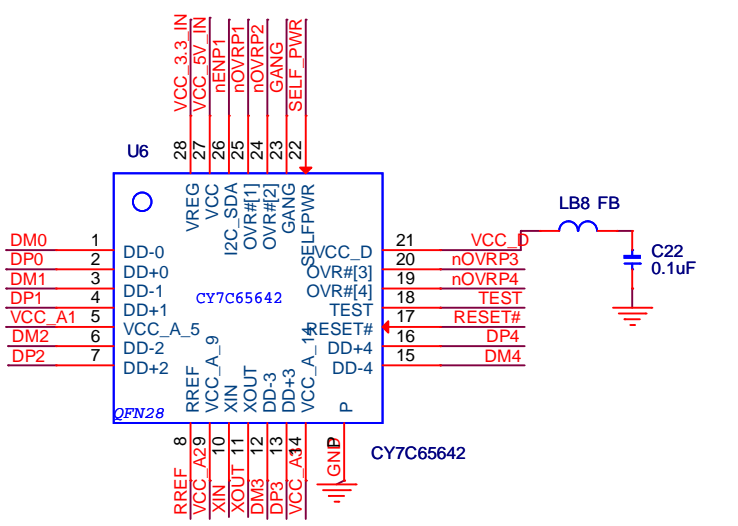 VCC_3.3_IN
VCC_5V_IN
nENP1
nOVRP1
nOVRP2
GANG
SELF_PWR
28
27
26
25
24
23
22
U6
VREG
VCC
I2C_SDA
OVR#[1]
OVR#[2]
GANG
SELFPWR
LB8 FB
C22
0.1uF
DM0 1 DD-0
DP0 2 DD+0
DM1 3 DD-1
DP1 4 DD+1
VCC_A1 5 VCC_A_5
DM2 6 DD-2
DP2 7 DD+2
CY7C65642
VCC_D 21 VCC_D
OVR#[3] 20 nOVRP3
OVR#[4] 19 nOVRP4
TEST 18 TEST
RESET# 17 RESET#
DD+4 16 DP4
DD-4 15 DM4
RREF
VCC_A_9
XIN
XOUT
DD-3
DD+3
VCC_A_14
P
QFN28
8
9
10
11
12
13
14
P
CY7C65642
RREF
VCC_A2
XIN
XOUT
DM3
DP3
VCC_A3
GND